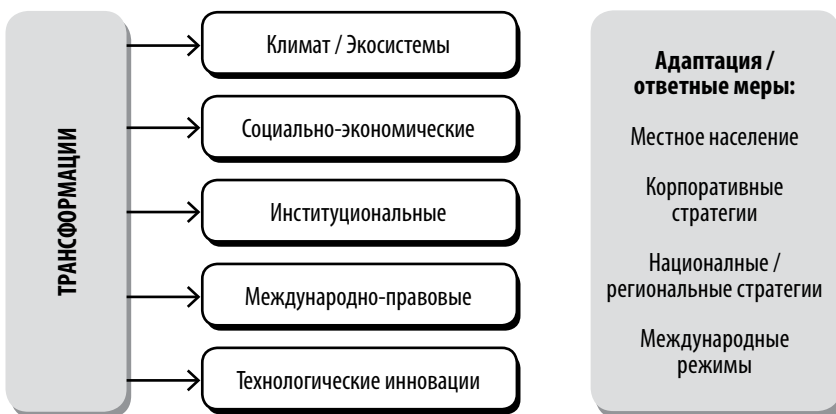 ТРАНСФОРМАЦИИ
Климат / Экосистемы
Социально-экономические
Институциональные
Международно-правовые
Технологические инновации
Адаптация /
ответные меры:
Местное население
Корпоративные
стратегии
Националные /
региональные стратегии
Международные
режимы